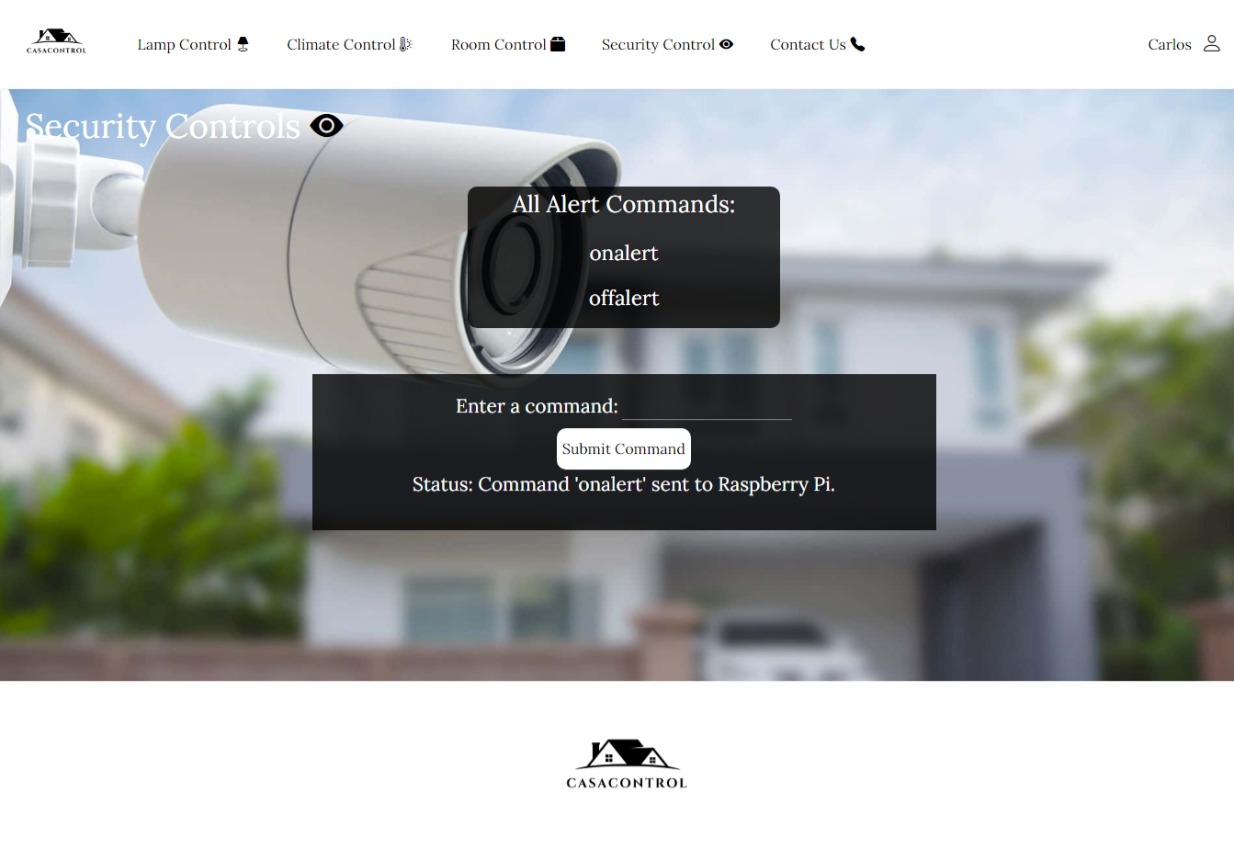 CASACONTROL
Lamp Control
Climate Control
Room Control
Security Control
Contact Us
Carlos
Security Controls
All Alert Commands:
onalert
offalert
Enter a command:
Submit Command
Status: Command 'onalert' sent to Raspberry Pi.
CASACONTROL